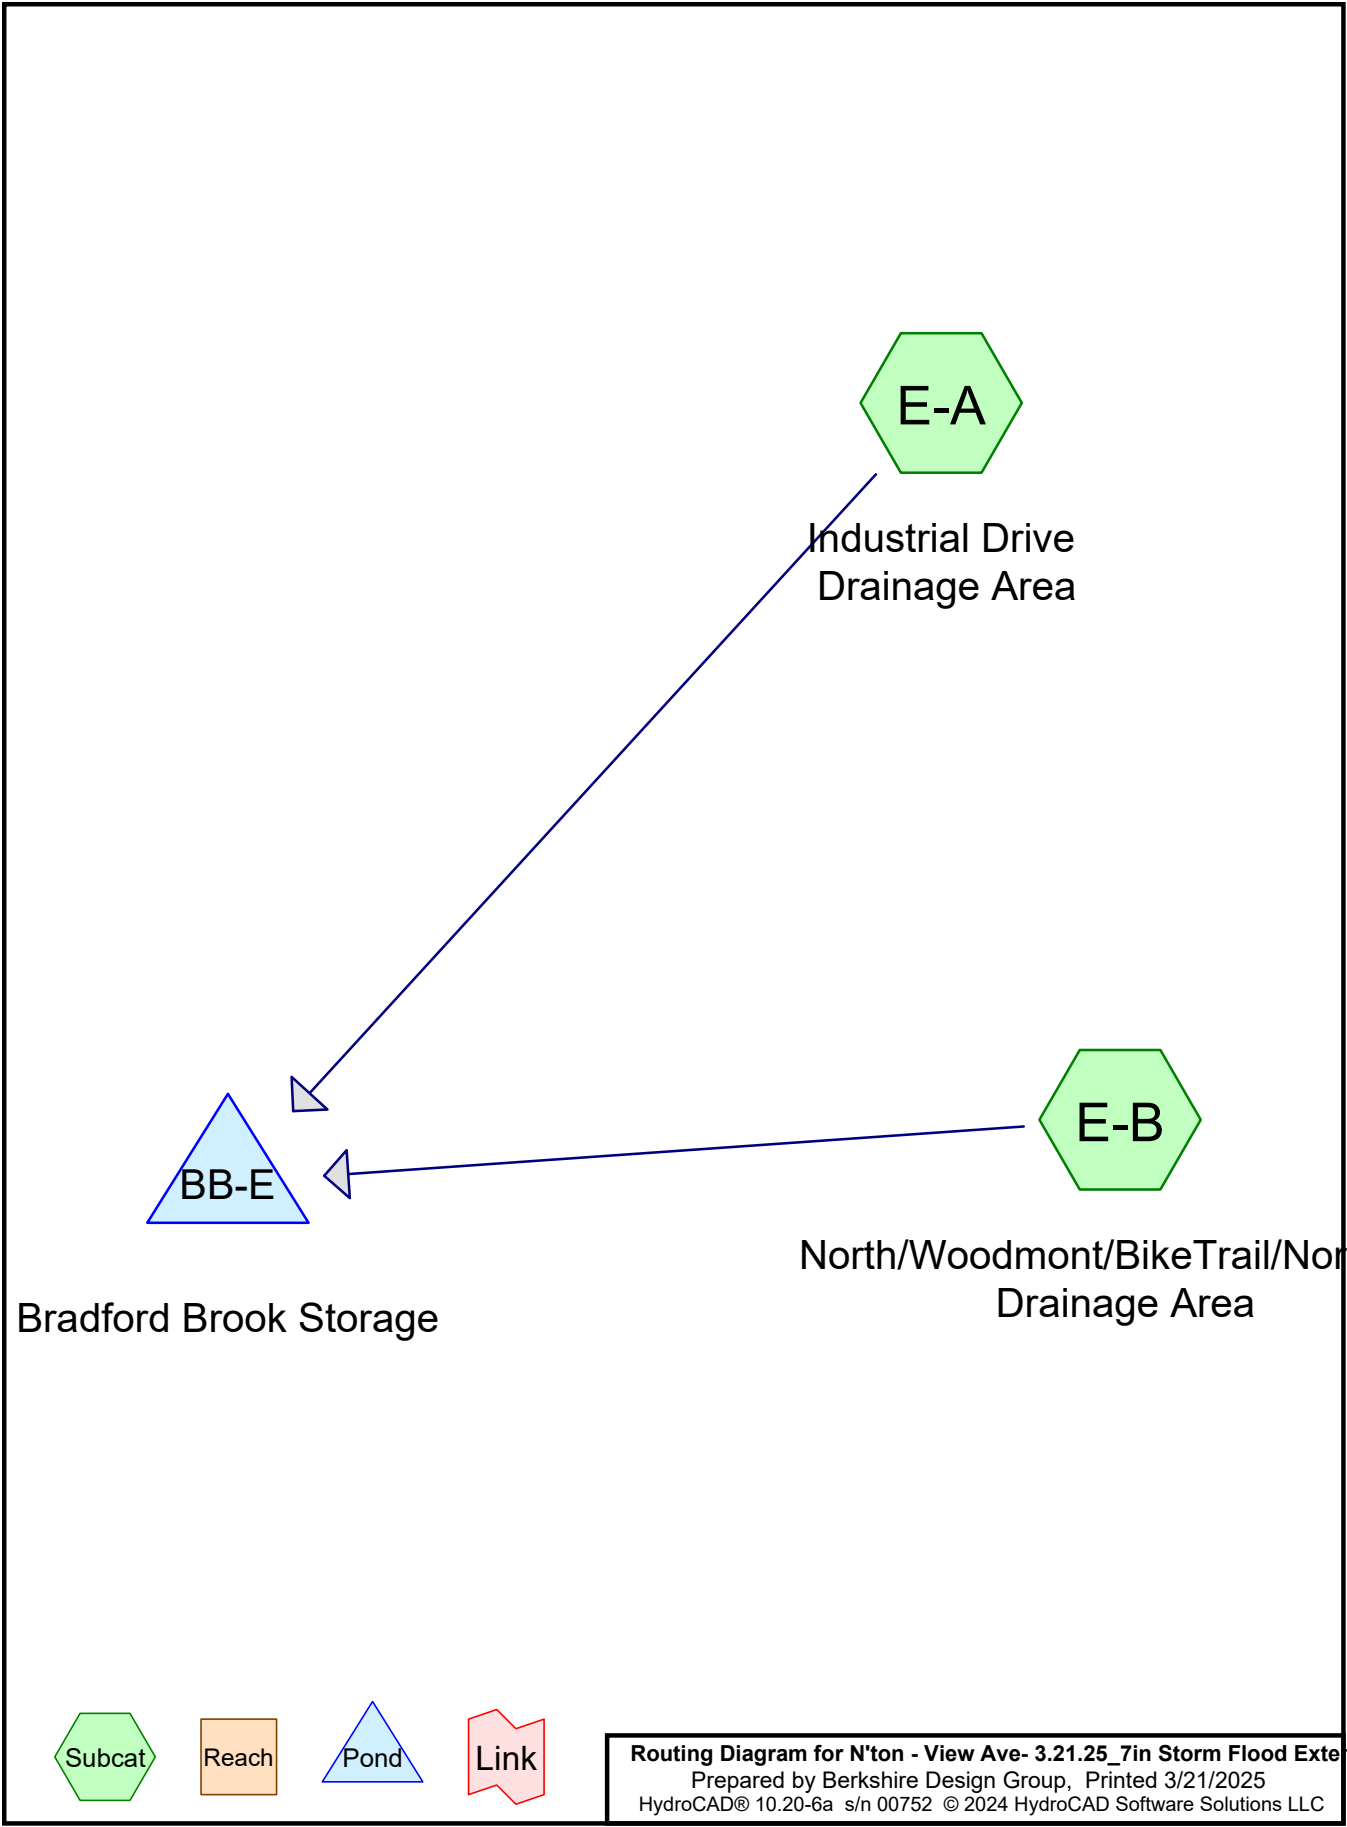 E-A
Industrial Drive
Drainage Area
E-B
BB-E
North/Woodmont/BikeTrail/Nor
Drainage Area
Bradford Brook Storage
Subcat
Reach
Pond
Link
Routing Diagram for N'ton - View Ave- 3.21.25_7in Storm Flood Exte
Prepared by Berkshire Design Group,  Printed 3/21/2025
HydroCAD® 10.20-6a  s/n 00752  © 2024 HydroCAD Software Solutions LLC